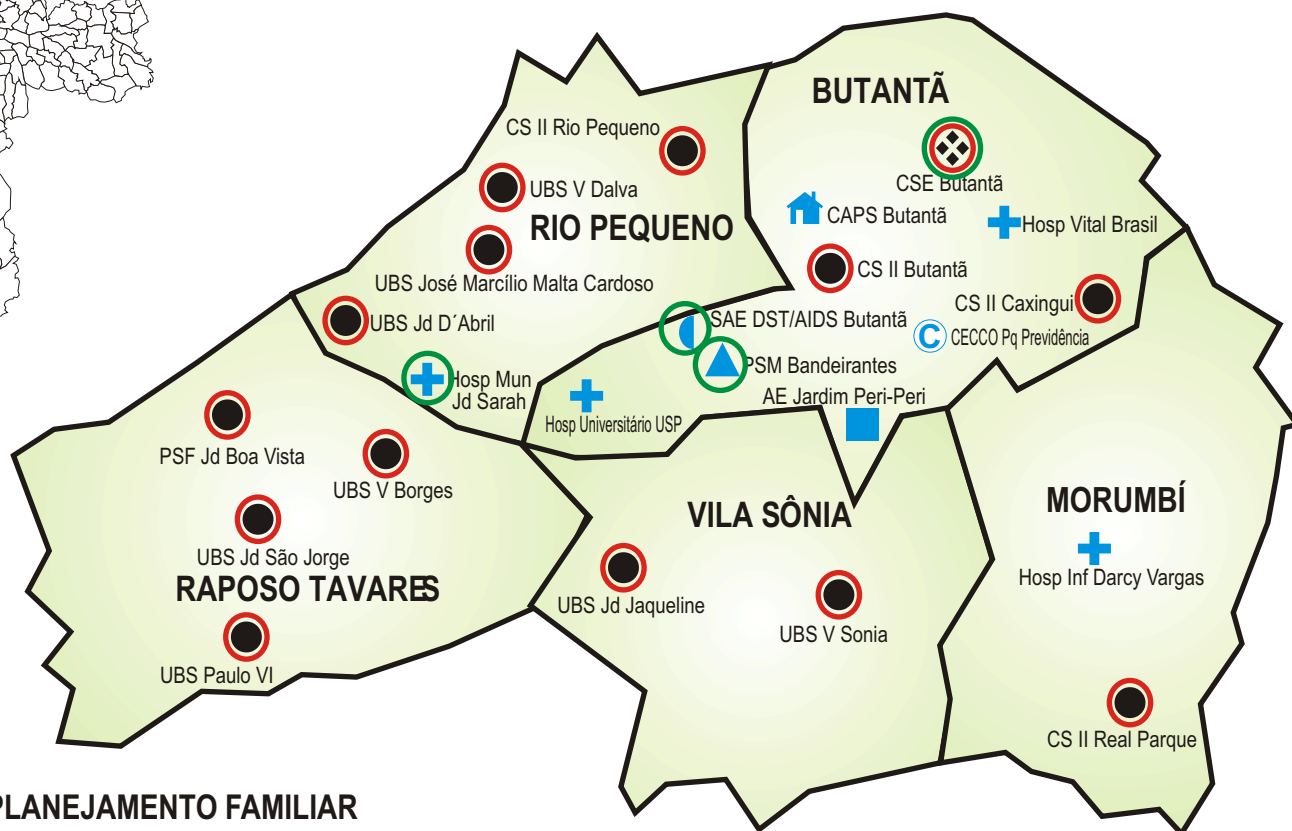 BUTANTÃ
CS II Rio Pequeno
CSE Butantã
UBS V Dalva
CAPS Butantã
Hosp Vital Brasil
RIO PEQUENO
UBS José Marcílio Malta Cardoso
CS II Butantã
CS II Caxingui
UBS Jd D´Abril
SAE DST/AIDS Butantã
C
CECCO Pq Previdência
Hosp Mun
Jd Sarah
PSM Bandeirantes
AE Jardim Peri-Peri
Hosp Universitário USP
PSF Jd Boa Vista
UBS V Borges
VILA SÔNIA
MORUMBÍ
UBS Jd São Jorge
RAPOSO TAVARES
Hosp Inf Darcy Vargas
UBS Jd Jaqueline
UBS V Sonia
UBS Paulo VI
CS II Real Parque
PLANEJAMENTO FAMILIAR